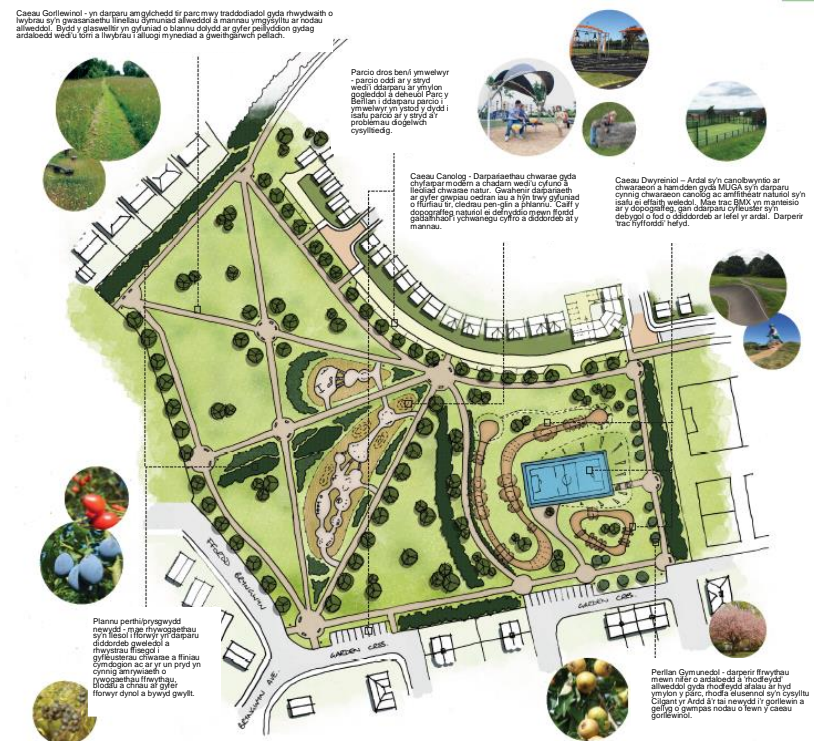 Caeau Gorllewinol - yn darparu amgylchedd tir parc mwy traddodiadol gyda rhwydwaith o
lwybrau sy'n gwasanaethu llinellau dymuniad allweddol a mannau ymgysylltu ar nodau
allweddol. Bydd y glaswelltir yn gyfuniad o blannu dolydd ar gyfer peillyddion gydag
ardaloedd wedi'u torri a llwybrau i alluogi mynediad a gweithgarwch pellach.
Parcio dros ben/i ymwelwyr
- parcio oddi ar y stryd
wedi'i ddarparu ar ymylon
gogleddol a deheuol Parc y
Berllan i ddarparu parcio i
ymwelwyr yn ystod y dydd i
isafu parcio ar y stryd a'r
problemau diogelwch
cysylltiedig.
Caeau Canolog - Darpariaethau chwarae gyda
chyfarpar modern a chadarn wedi'u cyfuno â
lleoliad chwarae natur. Gwahenir darpariaeth
ar gyfer grwpiau oedran iau a hŷn trwy gyfuniad
o ffurfiau tir, cledrau pen-glin a phlannu. Caiff y
dopograffeg naturiol ei defnyddio mewn ffordd
gadarnhaol i ychwanegu cyffro a diddordeb at y
mannau.
Caeau Dwyreiniol – Ardal sy'n canolbwyntio ar
chwaraeon a hamdden gyda MUGA sy'n darparu
cynnig chwaraeon canolog ac amffitheatr naturiol sy'n
isafu ei effaith weledol. Mae trac BMX yn manteisio
ar y dopograffeg, gan ddarparu cyfleuster sy'n
debygol o fod o ddiddordeb ar lefel yr ardal. Darperir
'trac hyfforddi' hefyd.
FFORDD BRYNGWYN
GARDEN CRES.
GARDEN CRES.
BRYNGWYN AVE.
Plannu perthi/prysgwydd
newydd - mae rhywogaethau
sy'n llesol i fforwyr yn darparu
diddordeb gweledol a
rhwystrau ffisegol i
gyfleusterau chwarae a ffiniau
cymdogion ac ar yr un pryd yn
cynnig amrywiaeth o
rywogaethau ffrwythau,
blodau a chnau ar gyfer
fforwyr dynol a bywyd gwyllt.
Perllan Gymunedol - darperir ffrwythau
mewn nifer o ardaloedd a 'rhodfeydd'
allweddol gyda rhodfeydd afalau ar hyd
ymylon y parc, rhodfa elusennol sy'n cysylltu
Cilgant yr Ardd â'r tai newydd i'r gorllewin a
gellyg o gwmpas nodau o fewn y caeau
gorllewinol.